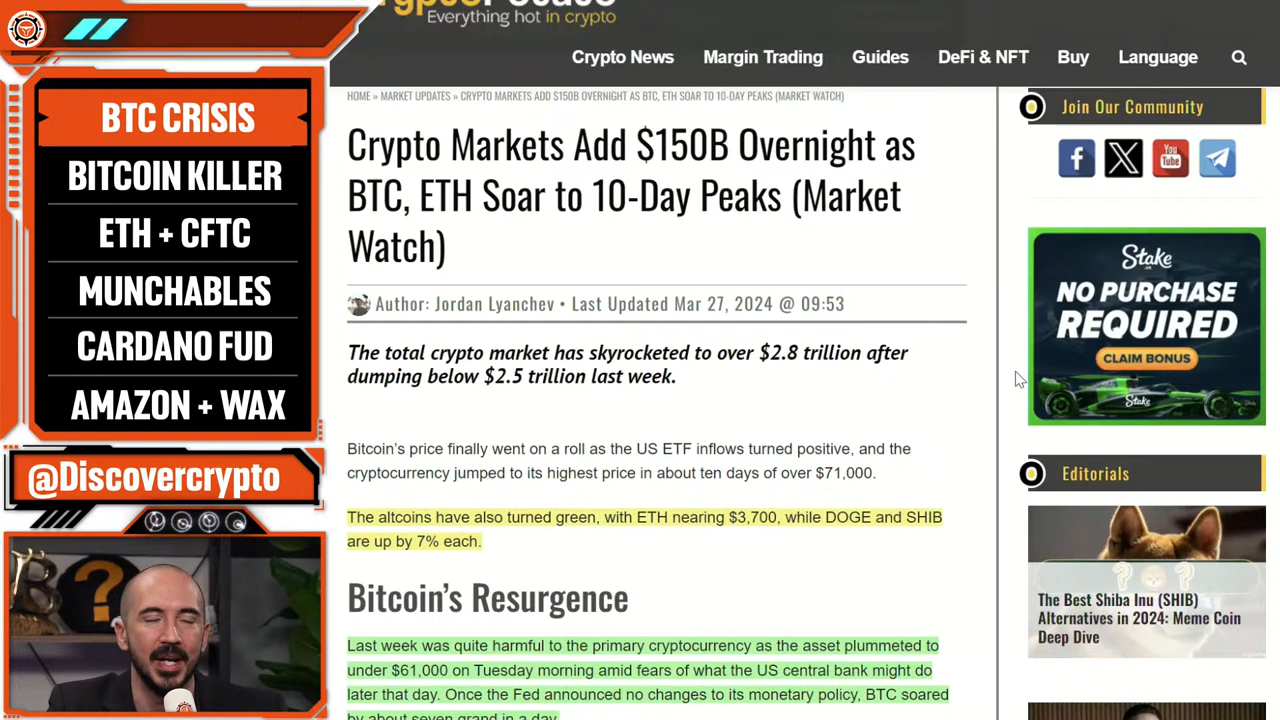 BTC CRISIS
BITCOIN KILLER
ETH + CFTC
MUNCHABLES
CARDANO FUD
AMAZON + WAX
@Discovercrypto
Everything hot in crypto
Crypto News
Margin Trading
Guides
DeFi & NFT
Buy
Language
HOME » MARKET UPDATES » CRYPTO MARKETS ADD $150B OVERNIGHT AS BTC, ETH SOAR TO 10-DAY PEAKS (MARKET WATCH)
Crypto Markets Add $150B Overnight as
BTC, ETH Soar to 10-Day Peaks (Market
Watch)
Author: Jordan Lyanchev • Last Updated Mar 27, 2024 @ 09:53
The total crypto market has skyrocketed to over $2.8 trillion after
dumping below $2.5 trillion last week.
Bitcoin's price finally went on a roll as the US ETF inflows turned positive, and the
cryptocurrency jumped to its highest price in about ten days of over $71,000.
The altcoins have also turned green, with ETH nearing $3,700, while DOGE and SHIB
are up by 7% each.
Bitcoin's Resurgence
Last week was quite harmful to the primary cryptocurrency as the asset plummeted to
under $61,000 on Tuesday morning amid fears of what the US central bank might do
later that day. Once the Fed announced no changes to its monetary policy, BTC soared
by about seven grand in a day.
Join Our Community
You
Tube
Stake
NO PURCHASE
REQUIRED
CLAIM BONUS
Stake
Editorials
? ?
The Best Shiba Inu (SHIB)
Alternatives in 2024: Meme Coin
Deep Dive
?